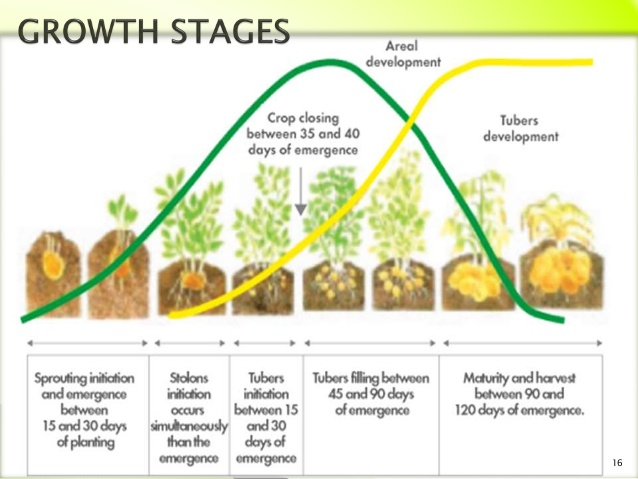 GROWTH STAGES
Areal
development
Crop closing
between 35 and 40
days of emergence
Tubers
development
Sprouting initiation
and emergence
between
15 and 30 days
of planting
Stolons
initiation
occurs
simultaneously
than the
emergence
Tubers
initiation
between 15
and 30
days of
emergence
Tubers filling between
45 and 90 days
of emergence
Maturity and harvest
between 90 and
120 days of emergence.
16